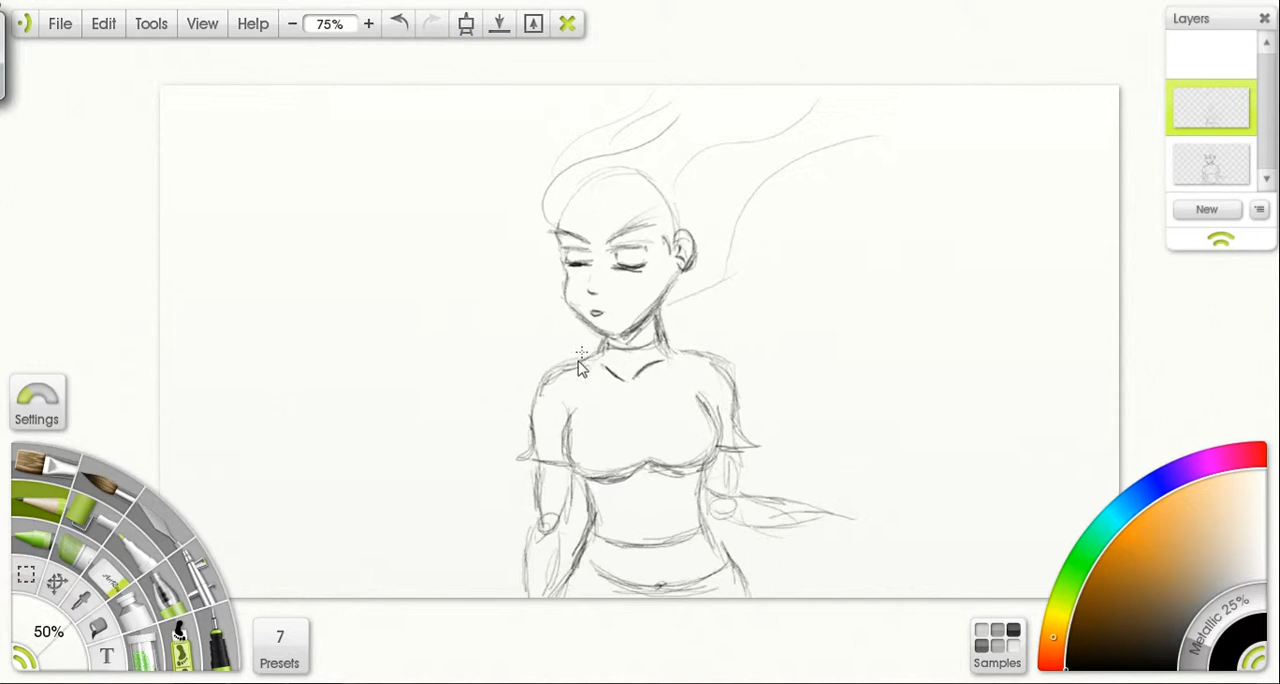 File Edit Tools View Help − 75% +
Layers
New
Settings
50%
T
7
Presets
Samples
Metallic 25%